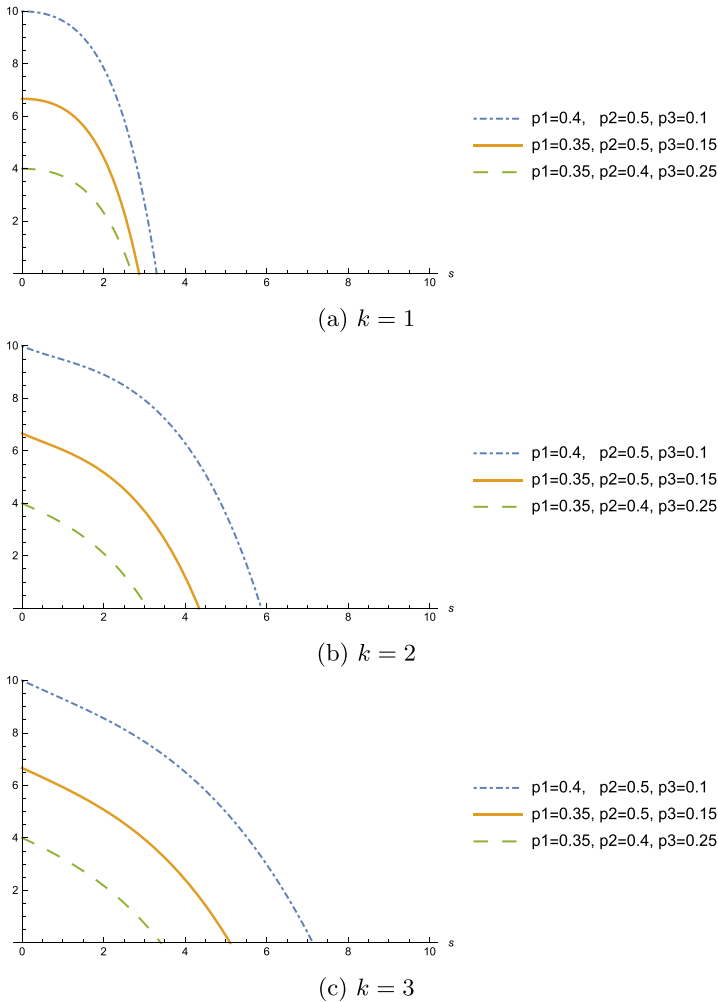 10
8
6
4
2
0 2 4 6 8 10 s
p1=0.4, p2=0.5, p3=0.1
p1=0.35, p2=0.5, p3=0.15
p1=0.35, p2=0.4, p3=0.25
(a) k = 1
10
8
6
4
2
0 2 4 6 8 10 s
p1=0.4, p2=0.5, p3=0.1
p1=0.35, p2=0.5, p3=0.15
p1=0.35, p2=0.4, p3=0.25
(b) k = 2
10
8
6
4
2
0 2 4 6 8 10 s
p1=0.4, p2=0.5, p3=0.1
p1=0.35, p2=0.5, p3=0.15
p1=0.35, p2=0.4, p3=0.25
(c) k = 3